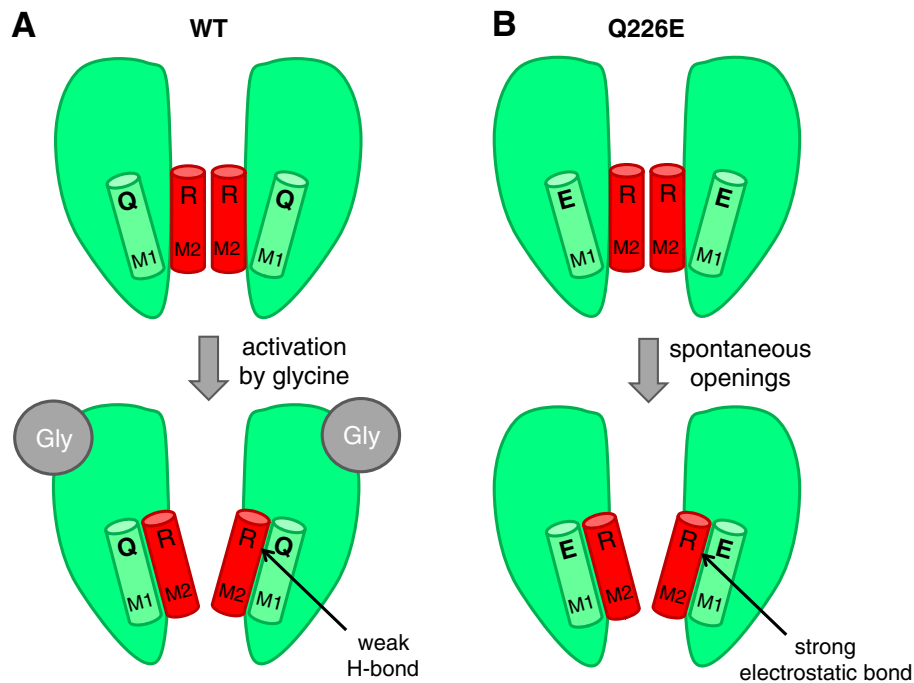 A
WT
Q R R Q
M1 M2 M2 M1
activation
by glycine
Gly Gly
Q R R Q
M1 M2 M2 M1
weak
H-bond
B
Q226E
E R R E
M1 M2 M2 M1
spontaneous
openings
E R R E
M1 M2 M2 M1
strong
electrostatic bond